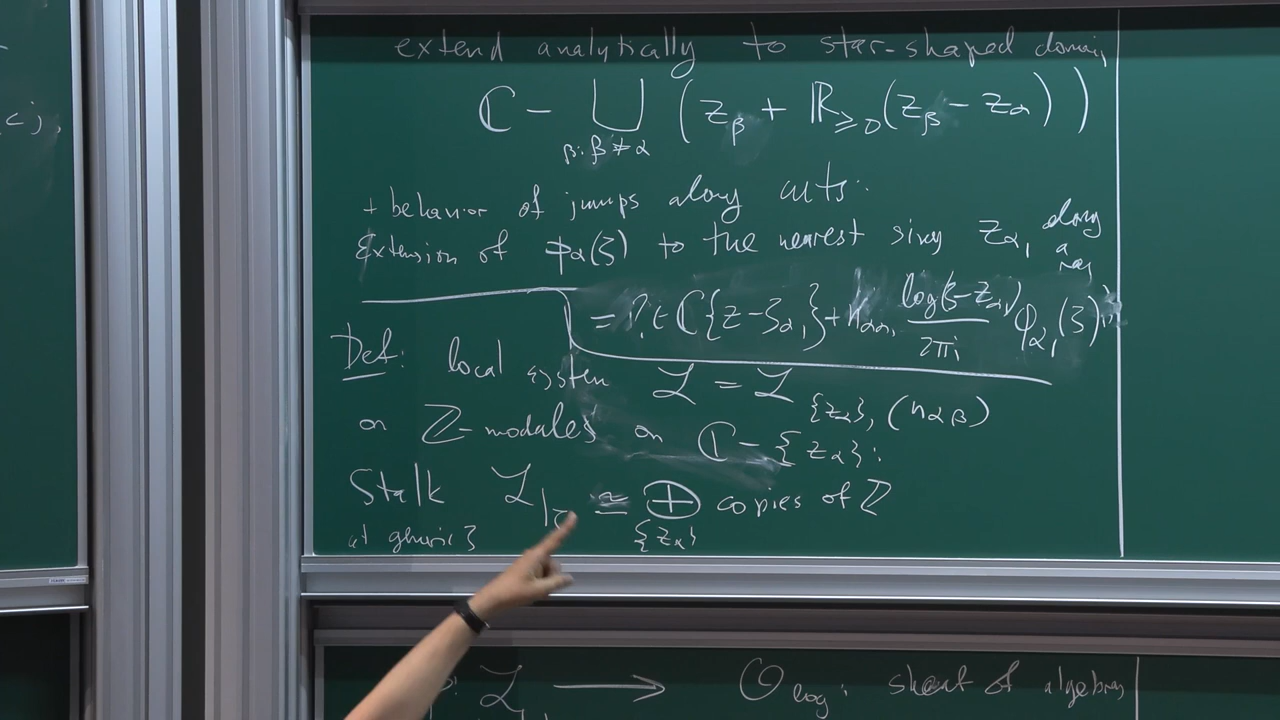 c),
extend analytically to star-shaped domain
ℂ - ⋃ (z_β + ℝ_{≥0}(z_β - z_α))
β: β ≠ α
+ behavior of jumps along cuts:
Extension of φ_α(ζ) to the nearest sing z_{α_1} along a ray
= ?∈ ℂ{z-ζ_{α_1}} + n_{αα_1} log(ζ-z_{α_1})/2πi φ_{α_1}(ζ)
Def: local system ℒ = ℒ_{{z_α}, (n_{αβ})}
on ℤ-modules on ℂ - {z_α}:
Stalk ℒ_{|ζ} ≃ ⊕_{{z_α}} copies of ℤ
at generic ζ
ℒ ⟶ 𝒪_{log}: sheaf of algebras